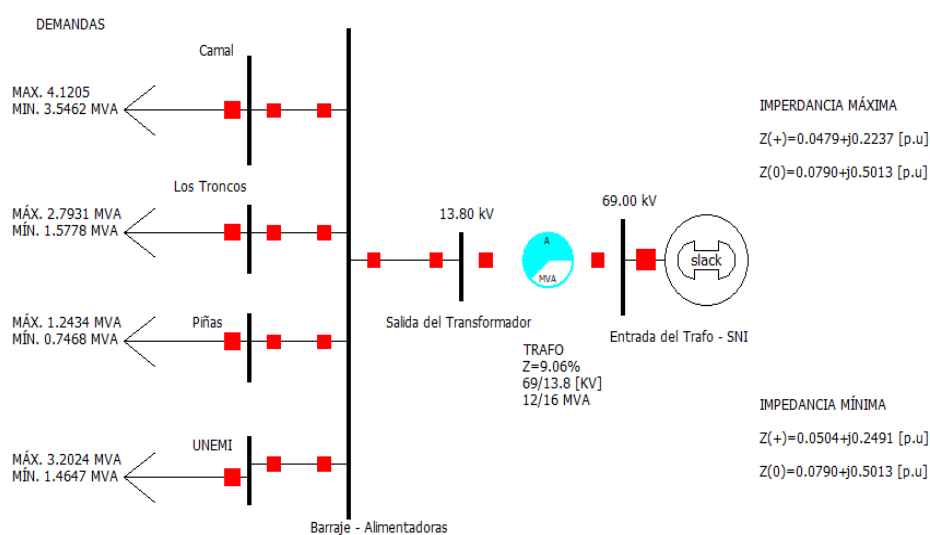 DEMANDAS
Camal
MAX. 4.1205
MIN. 3.5462 MVA
Los Troncos
MÁX. 2.7931 MVA
MÍN. 1.5778 MVA
Piñas
MÁX. 1.2434 MVA
MÍN. 0.7468 MVA
UNEMI
MÁX. 3.2024 MVA
MÍN. 1.4647 MVA
Barraje - Alimentadoras
13.80 kV
Salida del Transformador
A
MVA
TRAFO
Z=9.06%
69/13.8 [KV]
12/16 MVA
69.00 kV
slack
Entrada del Trafo - SNI
IMPERDANCIA MÁXIMA
Z(+)=0.0479+j0.2237 [p.u]
Z(0)=0.0790+j0.5013 [p.u]
IMPEDANCIA MÍNIMA
Z(+)=0.0504+j0.2491 [p.u]
Z(0)=0.0790+j0.5013 [p.u]